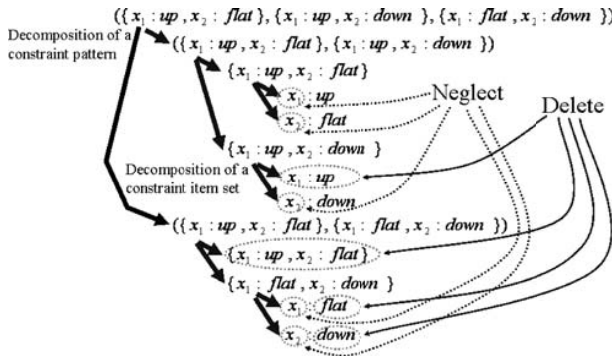 ({x₁ : up , x₂ : flat}, {x₁ : up , x₂ : down}, {x₁ : flat , x₂ : down})
Decomposition of a
constraint pattern
({x₁ : up , x₂ : flat}, {x₁ : up , x₂ : down})
{x₁ : up , x₂ : flat}
x₁ : up
Neglect
Delete
x₂ : flat
{x₁ : up , x₂ : down }
Decomposition of a
constraint item set
x₁ : up
x₂ : down
({x₁ : up , x₂ : flat}, {x₁ : flat , x₂ : down})
{x₁ : up , x₂ : flat}
{x₁ : flat , x₂ : down }
x₁ : flat
x₂ : down